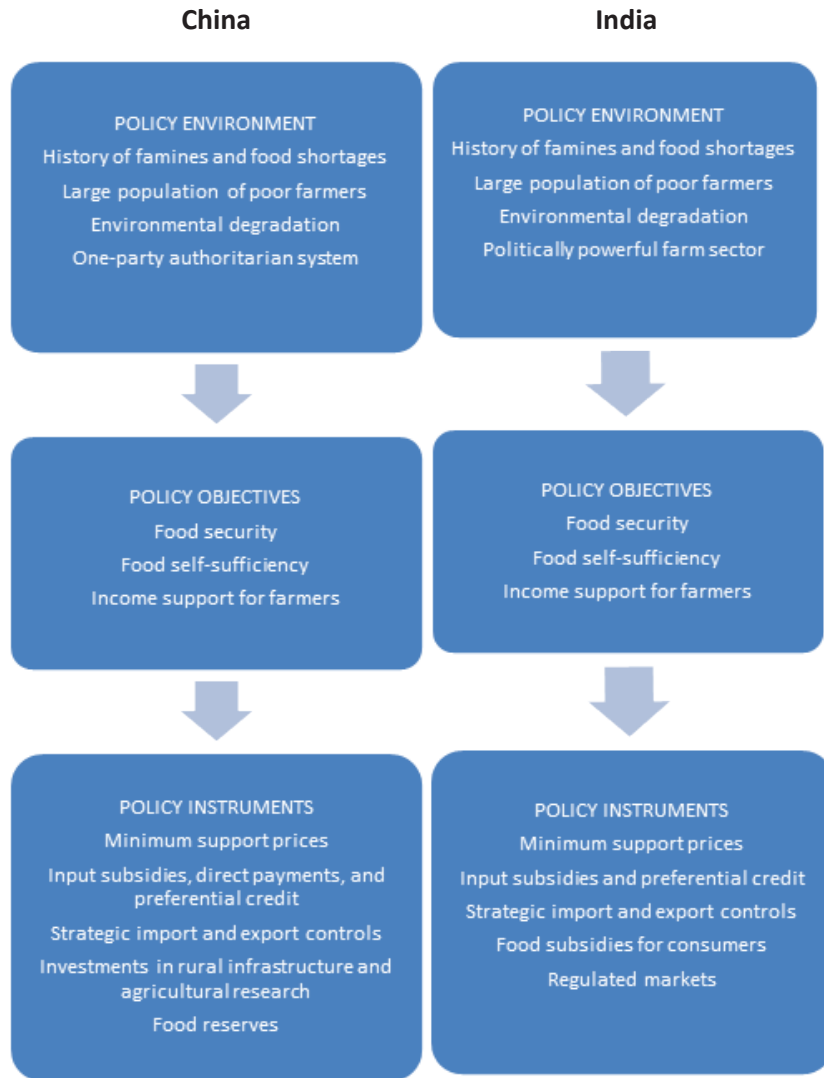 China
POLICY ENVIRONMENT
History of famines and food shortages
Large population of poor farmers
Environmental degradation
One-party authoritarian system
POLICY OBJECTIVES
Food security
Food self-sufficiency
Income support for farmers
POLICY INSTRUMENTS
Minimum support prices
Input subsidies, direct payments, and
preferential credit
Strategic import and export controls
Investments in rural infrastructure and
agricultural research
Food reserves
India
POLICY ENVIRONMENT
History of famines and food shortages
Large population of poor farmers
Environmental degradation
Politically powerful farm sector
POLICY OBJECTIVES
Food security
Food self-sufficiency
Income support for farmers
POLICY INSTRUMENTS
Minimum support prices
Input subsidies and preferential credit
Strategic import and export controls
Food subsidies for consumers
Regulated markets